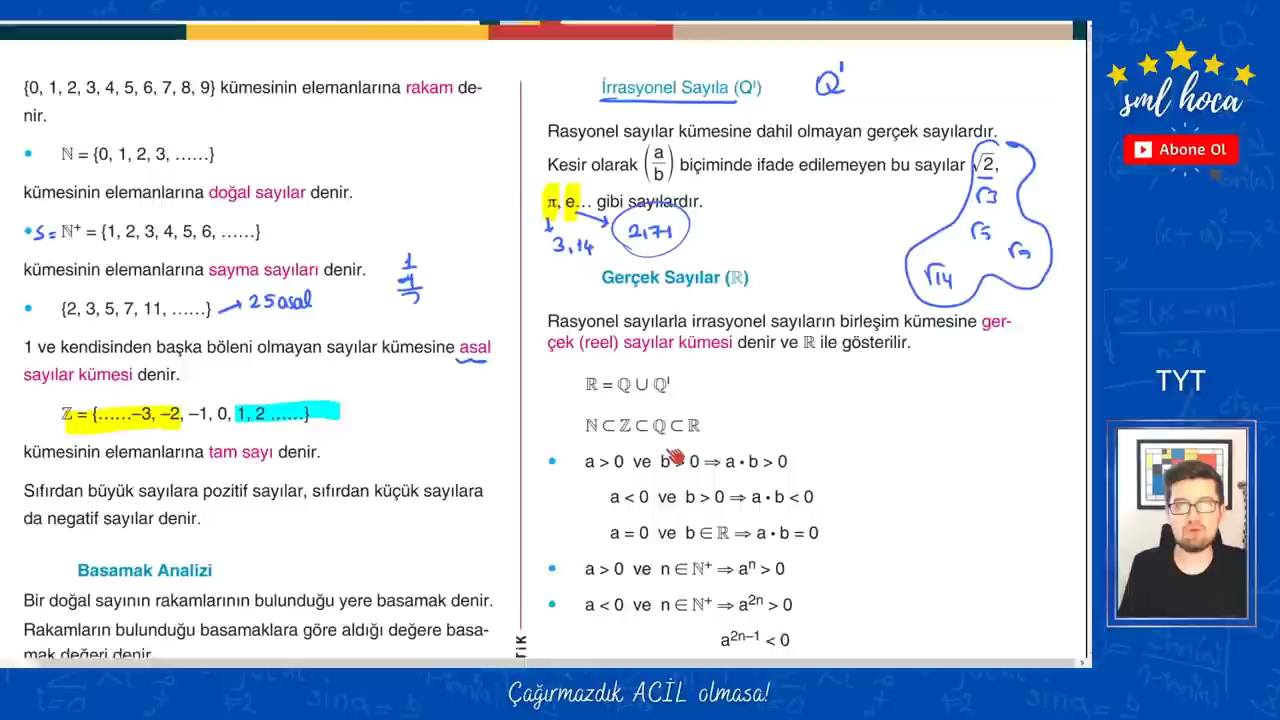 {0, 1, 2, 3, 4, 5, 6, 7, 8, 9} kümesinin elemanlarına rakam de-
nir.
• ℕ = {0, 1, 2, 3, ……}
kümesinin elemanlarına doğal sayılar denir.
• S = ℕ⁺ = {1, 2, 3, 4, 5, 6, ……}
kümesinin elemanlarına sayma sayıları denir.
• {2, 3, 5, 7, 11, ……} → 25 asal
1 ve kendisinden başka böleni olmayan sayılar kümesine asal
sayılar kümesi denir.
ℤ = {……–3, –2, –1, 0, 1, 2 ……}
kümesinin elemanlarına tam sayı denir.
Sıfırdan büyük sayılara pozitif sayılar, sıfırdan küçük sayılara
da negatif sayılar denir.
Basamak Analizi
Bir doğal sayının rakamlarının bulunduğu yere basamak denir.
Rakamların bulunduğu basamaklara göre aldığı değere basa-
mak değeri denir
İrrasyonel Sayıla (Qᴵ) Q'
Rasyonel sayılar kümesine dahil olmayan gerçek sayılardır.
Kesir olarak (a/b) biçiminde ifade edilemeyen bu sayılar √2,
π, e… gibi sayılardır.
3,14
2,71
√3
√5
√14
Gerçek Sayılar (ℝ)
Rasyonel sayılarla irrasyonel sayıların birleşim kümesine ger-
çek (reel) sayılar kümesi denir ve ℝ ile gösterilir.
ℝ = ℚ ∪ ℚᴵ
ℕ ⊂ ℤ ⊂ ℚ ⊂ ℝ
• a > 0 ve b > 0 ⇒ a • b > 0
a < 0 ve b > 0 ⇒ a • b < 0
a = 0 ve b ∈ ℝ ⇒ a • b = 0
• a > 0 ve n ∈ ℕ⁺ ⇒ aⁿ > 0
• a < 0 ve n ∈ ℕ⁺ ⇒ a²ⁿ > 0
a²ⁿ⁻¹ < 0
TİK
sml hoca
Abone Ol
TYT
Çağırmazdık ACİL olmasa!